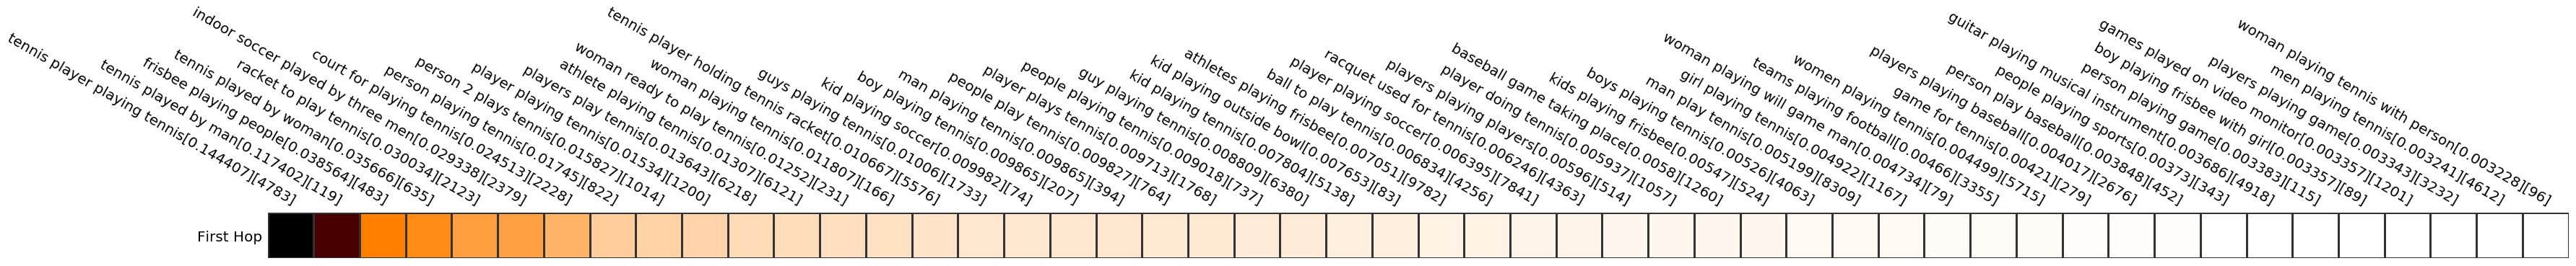 tennis player playing tennis[0.144407][4783]
tennis played by man[0.117402][119]
frisbee playing people[0.038564][483]
tennis played by woman[0.035666][635]
racket to play tennis[0.030034][2123]
indoor soccer played by three men[0.029338][2379]
court for playing tennis[0.024513][2228]
person playing tennis[0.01745][822]
person 2 plays tennis[0.015827][1014]
player playing tennis[0.01534][1200]
players play tennis[0.013643][6218]
athlete playing tennis[0.01307][6121]
woman ready to play tennis[0.01252][231]
woman playing tennis[0.011807][166]
tennis player holding tennis racket[0.010667][5576]
guys playing tennis[0.01006][1733]
kid playing soccer[0.009982][74]
boy playing tennis[0.009865][207]
man playing tennis[0.009865][394]
people play tennis[0.009827][764]
player plays tennis[0.009713][1768]
people playing tennis[0.009018][737]
guy playing tennis[0.008809][6380]
kid playing tennis[0.007804][5138]
kid playing outside bowl[0.007653][83]
athletes playing frisbee[0.007051][9782]
ball to play tennis[0.006834][4256]
player playing soccer[0.006395][7841]
racquet used for tennis[0.006246][4363]
players playing players[0.00596][514]
player doing tennis[0.005937][1057]
baseball game taking place[0.0058][1260]
kids playing frisbee[0.00547][524]
boys playing tennis[0.00526][4063]
man play tennis[0.005199][8309]
girl playing tennis[0.004922][1167]
woman playing will game man[0.004734][79]
teams playing football[0.00466][3355]
women playing tennis[0.004499][5715]
game for tennis[0.00421][279]
players playing baseball[0.004017][2676]
person play baseball[0.003848][452]
people playing sports[0.00373][343]
guitar playing musical instrument[0.003686][4918]
person playing game[0.003383][115]
boy playing frisbee with girl[0.003357][89]
games played on video monitor[0.003357][1201]
players playing game[0.003343][3232]
men playing tennis[0.003241][4612]
woman playing tennis with person[0.003228][96]
First Hop